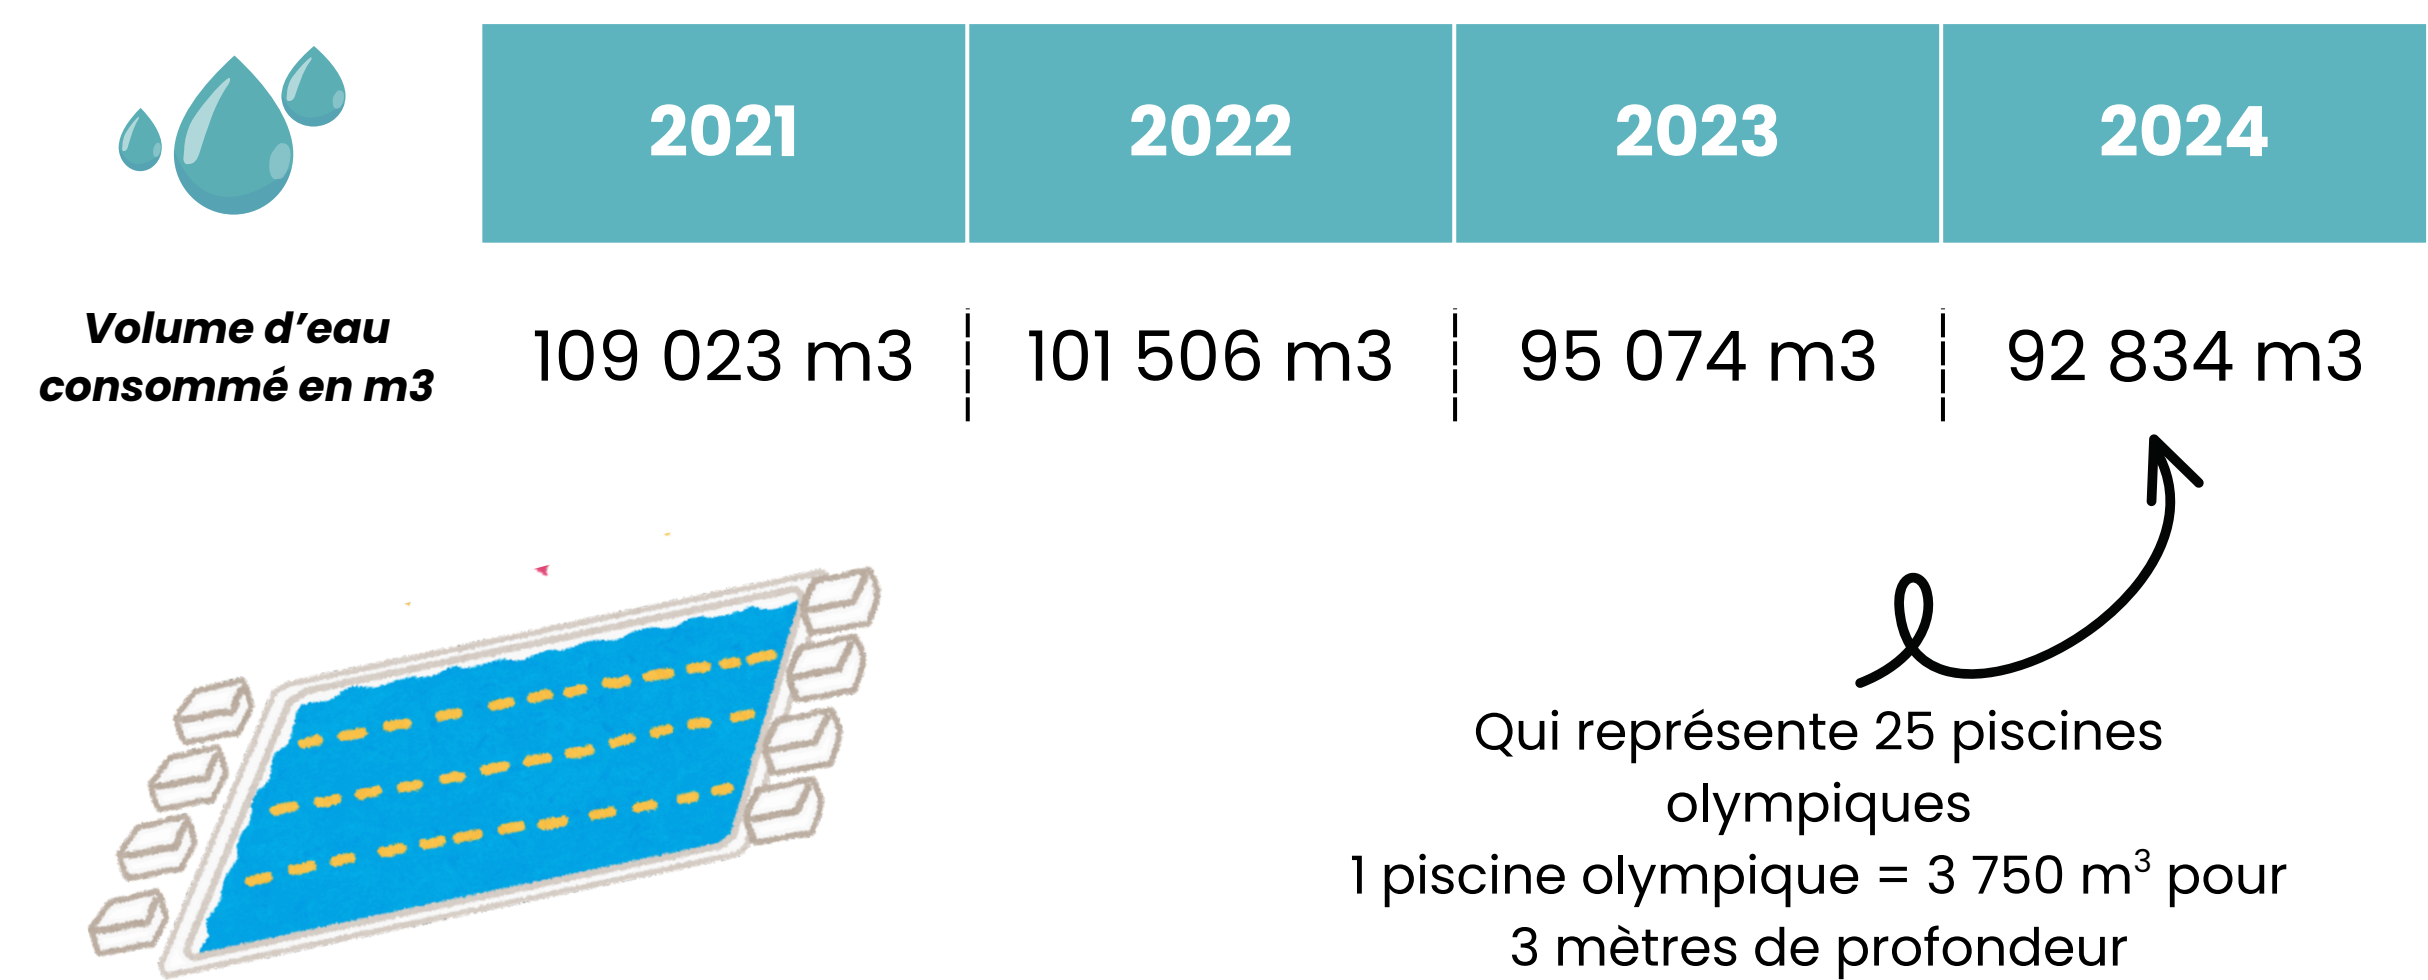 2021 2022 2023 2024
Volume d’eau
consommé en m3
109 023 m3 101 506 m3 95 074 m3 92 834 m3
Qui représente 25 piscines
olympiques
1 piscine olympique = 3 750 m³ pour
3 mètres de profondeur